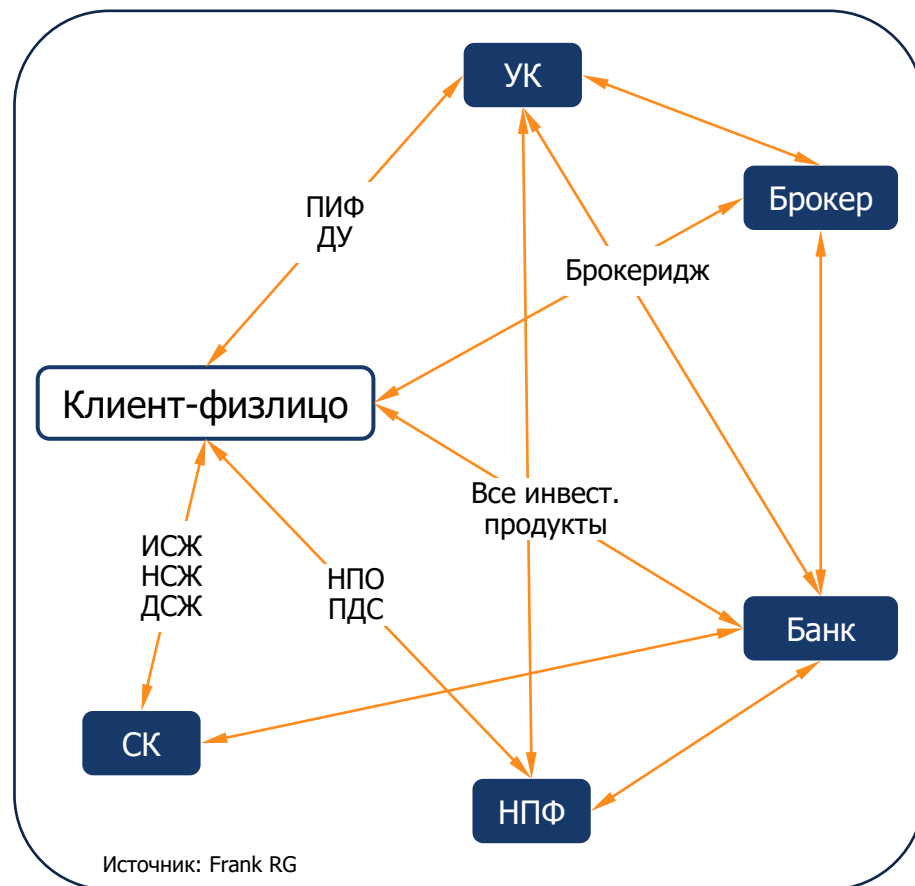 УК
Брокер
ПИФ
ДУ
Брокеридж
Клиент-физлицо
Все инвест.
продукты
ИСЖ
НСЖ
ДСЖ
НПО
ПДС
Банк
СК
НПФ
Источник: Frank RG